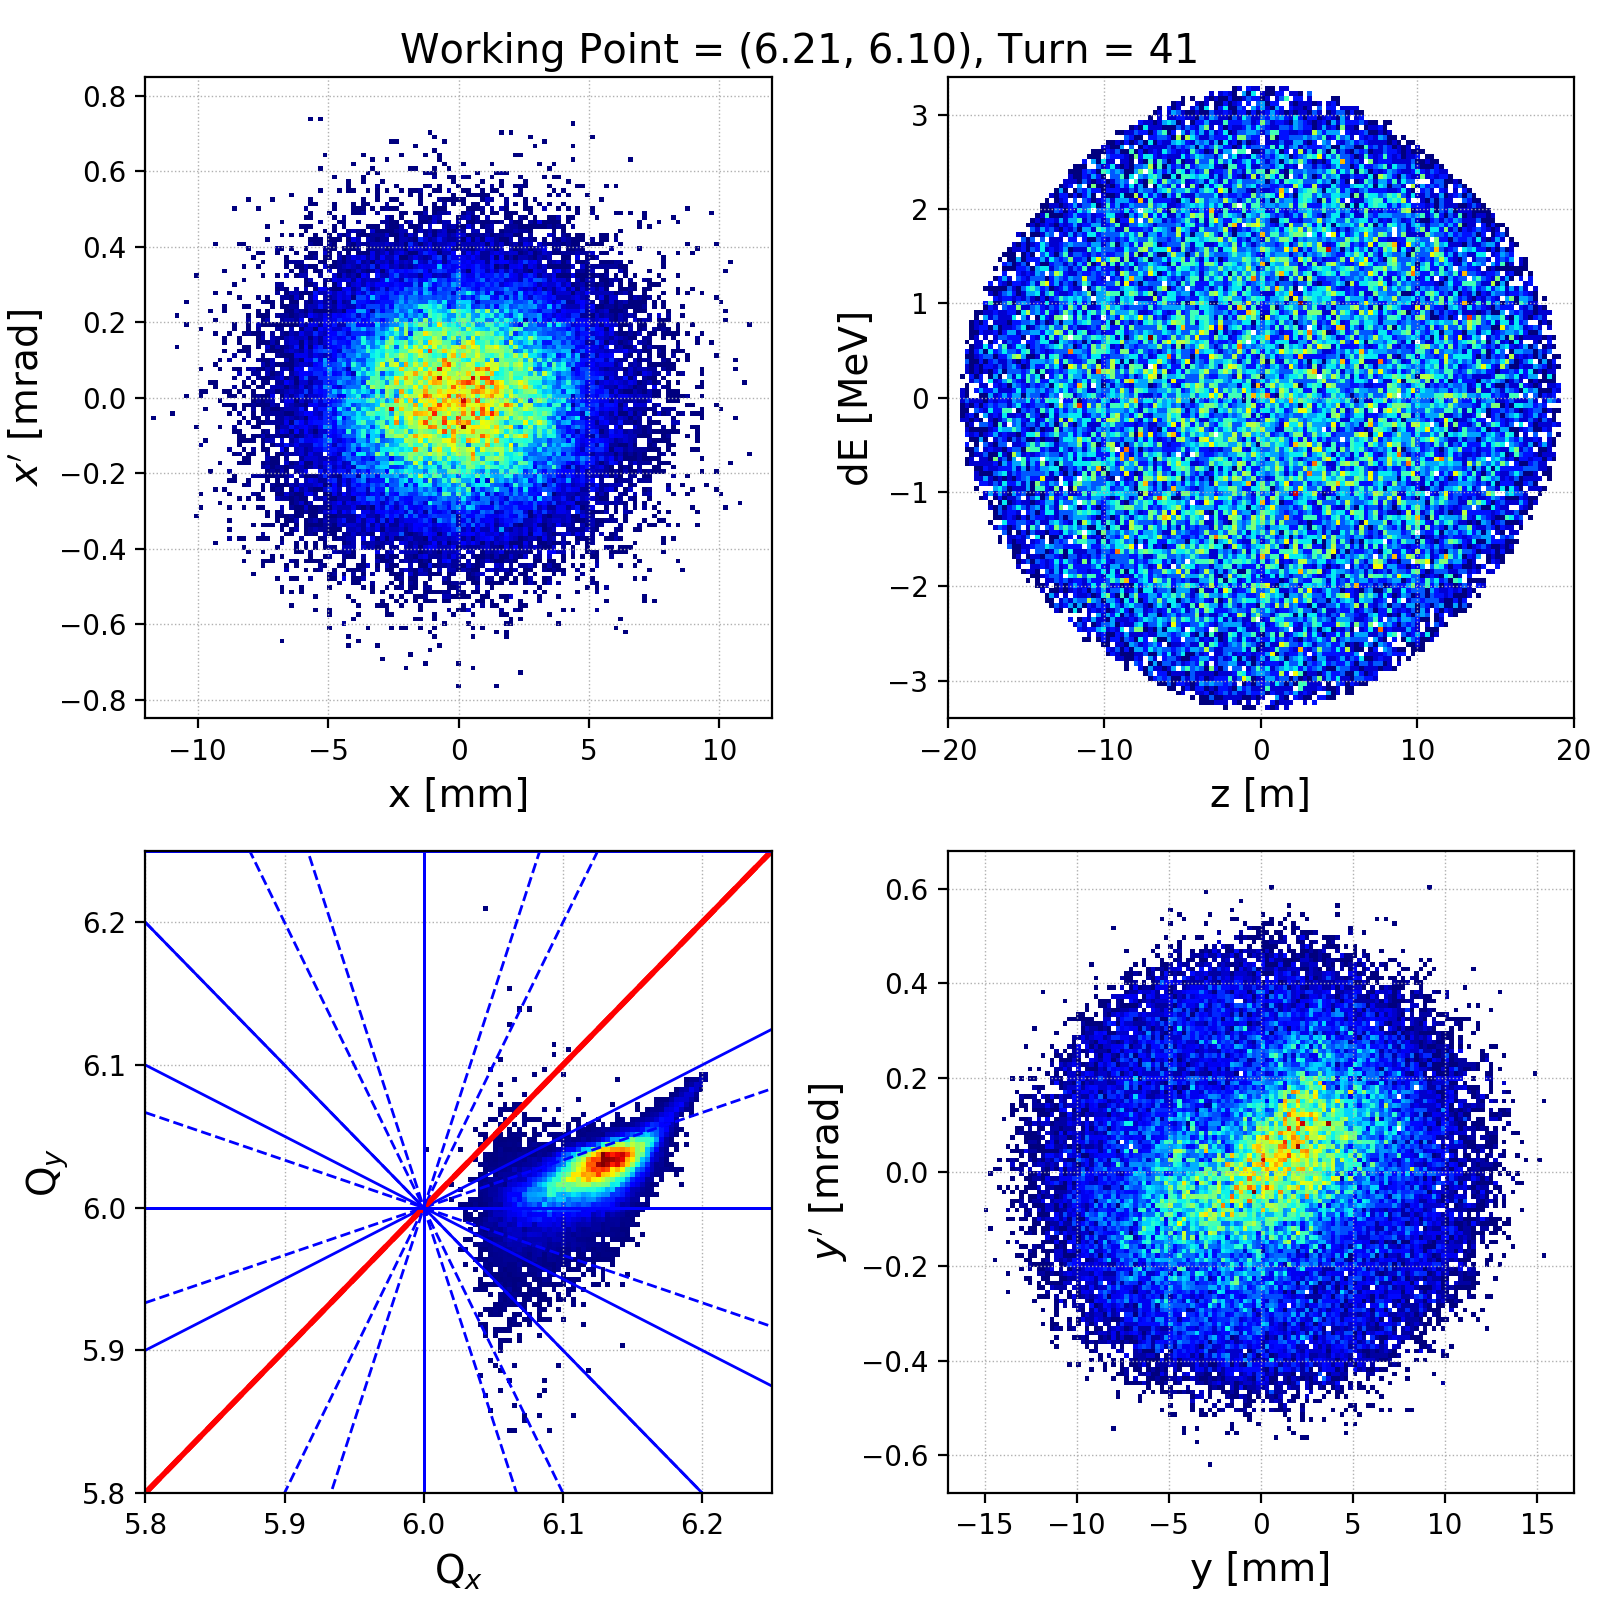 Working Point = (6.21, 6.10), Turn = 41
0.8
0.6
0.4
0.2
0.0
−0.2
−0.4
−0.6
−0.8
x′ [mrad]
−10 −5 0 5 10
x [mm]
3
2
1
0
−1
−2
−3
dE [MeV]
−20 −10 0 10 20
z [m]
6.2
6.1
6.0
5.9
5.8
Qy
5.8 5.9 6.0 6.1 6.2
Qx
0.6
0.4
0.2
0.0
−0.2
−0.4
−0.6
y′ [mrad]
−15 −10 −5 0 5 10 15
y [mm]